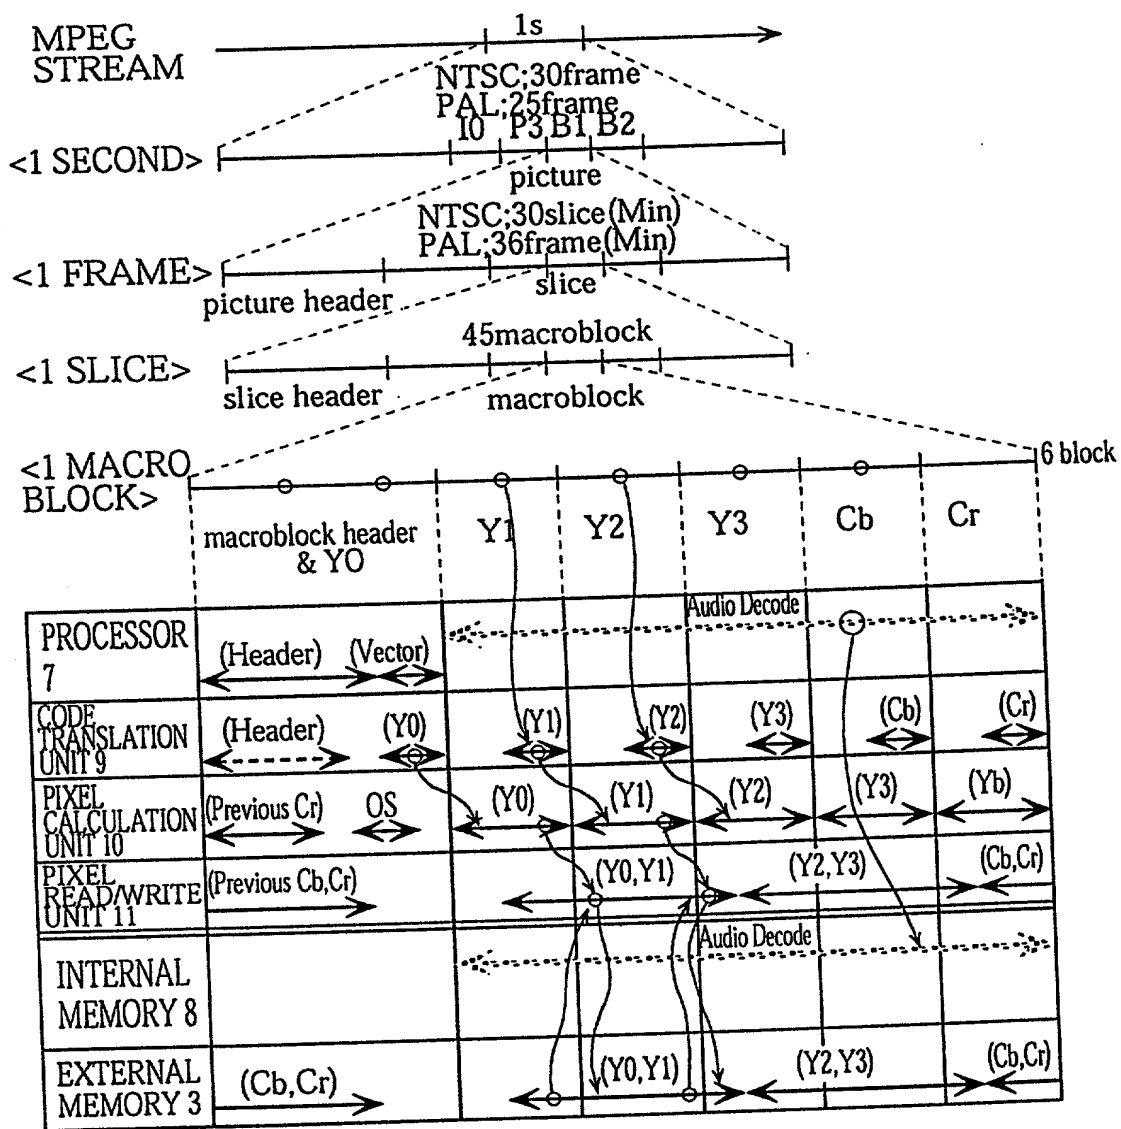 MPEG
STREAM
1s
NTSC;30frame
PAL;25frame
I0 P3 B1 B2
<1 SECOND>
picture
NTSC;30slice(Min)
PAL;36frame(Min)
<1 FRAME>
picture header
slice
45macroblock
<1 SLICE>
slice header
macroblock
<1 MACRO
BLOCK>
6 block
macroblock header
& Y0
Y1
Y2
Y3
Cb
Cr
PROCESSOR
7
(Header)
(Vector)
Audio Decode
CODE
TRANSLATION
UNIT 9
(Header)
(Y0)
(Y1)
(Y2)
(Y3)
(Cb)
(Cr)
PIXEL
CALCULATION
UNIT 10
(Previous Cr)
OS
(Y0)
(Y1)
(Y2)
(Y3)
(Yb)
PIXEL
READ/WRITE
UNIT 11
(Previous Cb,Cr)
(Y0,Y1)
(Y2,Y3)
(Cb,Cr)
INTERNAL
MEMORY 8
Audio Decode
EXTERNAL
MEMORY 3
(Cb,Cr)
(Y0,Y1)
(Y2,Y3)
(Cb,Cr)